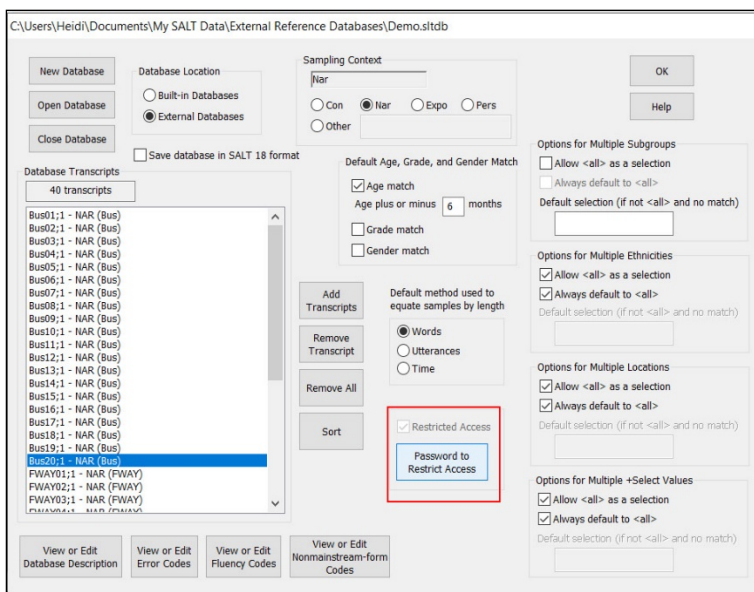 C:\Users\Heidi\Documents\My SALT Data\External Reference Databases\Demo.sltdb
New Database
Open Database
Close Database
Database Location
Built-in Databases
External Databases
Save database in SALT 18 format
Sampling Context
Nar
Con
Nar
Expo
Pers
Other
OK
Help
Database Transcripts
40 transcripts
Bus01;1 - NAR (Bus)
Bus02;1 - NAR (Bus)
Bus03;1 - NAR (Bus)
Bus04;1 - NAR (Bus)
Bus05;1 - NAR (Bus)
Bus06;1 - NAR (Bus)
Bus07;1 - NAR (Bus)
Bus08;1 - NAR (Bus)
Bus09;1 - NAR (Bus)
Bus10;1 - NAR (Bus)
Bus11;1 - NAR (Bus)
Bus12;1 - NAR (Bus)
Bus13;1 - NAR (Bus)
Bus14;1 - NAR (Bus)
Bus15;1 - NAR (Bus)
Bus16;1 - NAR (Bus)
Bus17;1 - NAR (Bus)
Bus18;1 - NAR (Bus)
Bus19;1 - NAR (Bus)
Bus20;1 - NAR (Bus)
FWAY01;1 - NAR (FWAY)
FWAY02;1 - NAR (FWAY)
FWAY03;1 - NAR (FWAY)
Default Age, Grade, and Gender Match
Age match
Age plus or minus 6 months
Grade match
Gender match
Add
Transcripts
Remove
Transcript
Remove All
Sort
Default method used to
equate samples by length
Words
Utterances
Time
Restricted Access
Password to
Restrict Access
Options for Multiple Subgroups
Allow <all> as a selection
Always default to <all>
Default selection (if not <all> and no match)
Options for Multiple Ethnicities
Allow <all> as a selection
Always default to <all>
Default selection (if not <all> and no match)
Options for Multiple Locations
Allow <all> as a selection
Always default to <all>
Default selection (if not <all> and no match)
Options for Multiple +Select Values
Allow <all> as a selection
Always default to <all>
Default selection (if not <all> and no match)
View or Edit
Database Description
View or Edit
Error Codes
View or Edit
Fluency Codes
View or Edit
Nonmainstream-form
Codes